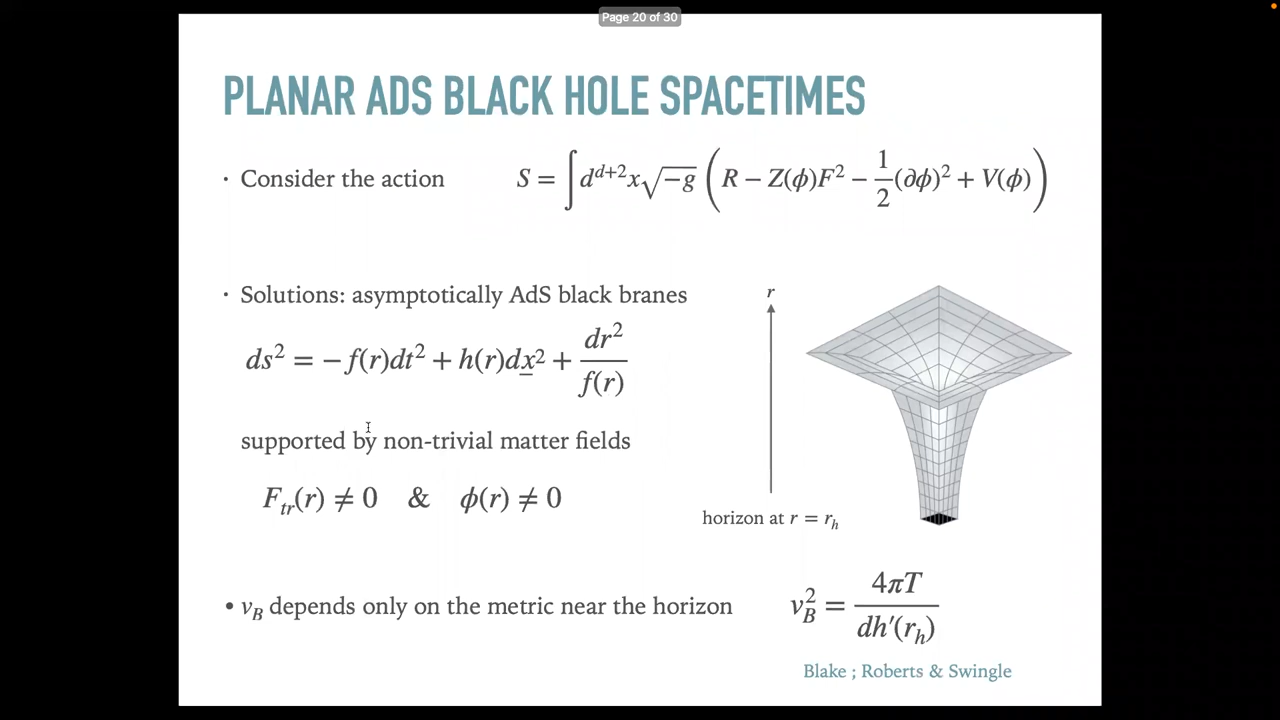 Page 20 of 30
PLANAR ADS BLACK HOLE SPACETIMES
· Consider the action S = ∫ d^{d+2}x √−g ( R − Z(ϕ)F² − 1/2 (∂ϕ)² + V(ϕ) )
· Solutions: asymptotically AdS black branes
r
ds² = − f(r)dt² + h(r)dx² + dr²/f(r)
supported by non-trivial matter fields
F_{tr}(r) ≠ 0 & ϕ(r) ≠ 0
horizon at r = r_h
• v_B depends only on the metric near the horizon v_B² = 4πT/dh′(r_h)
Blake ; Roberts & Swingle